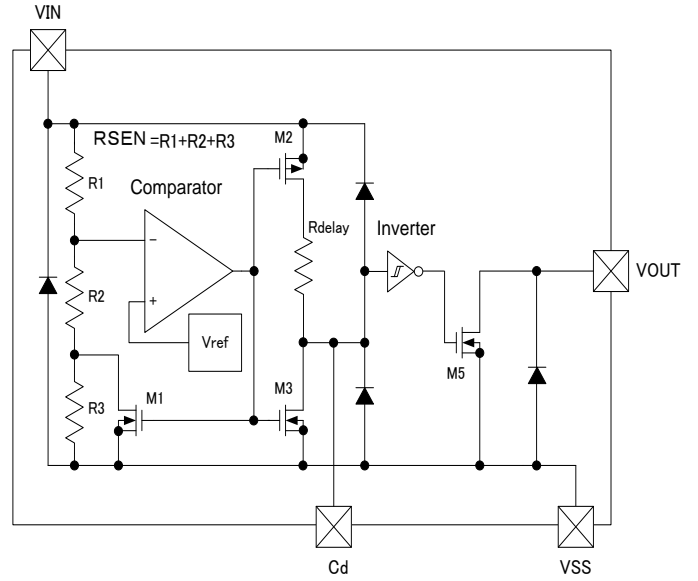 VIN
RSEN =R1+R2+R3
M2
R1
Comparator
Rdelay
Inverter
−
VOUT
R2
+
Vref
M5
R3
M1
M3
Cd
VSS